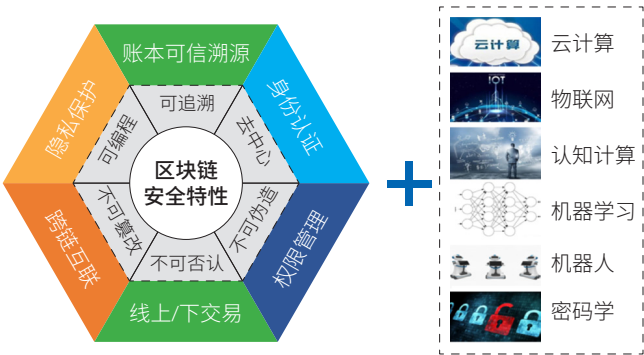 账本可信溯源
身份认证
权限管理
线上/下交易
跨链互联
隐私保护
可追溯
去中心
不可伪造
不可否认
不可篡改
可编程
区块链
安全特性
云计算
云计算
IOT
物联网
认知计算
机器学习
机器人
密码学